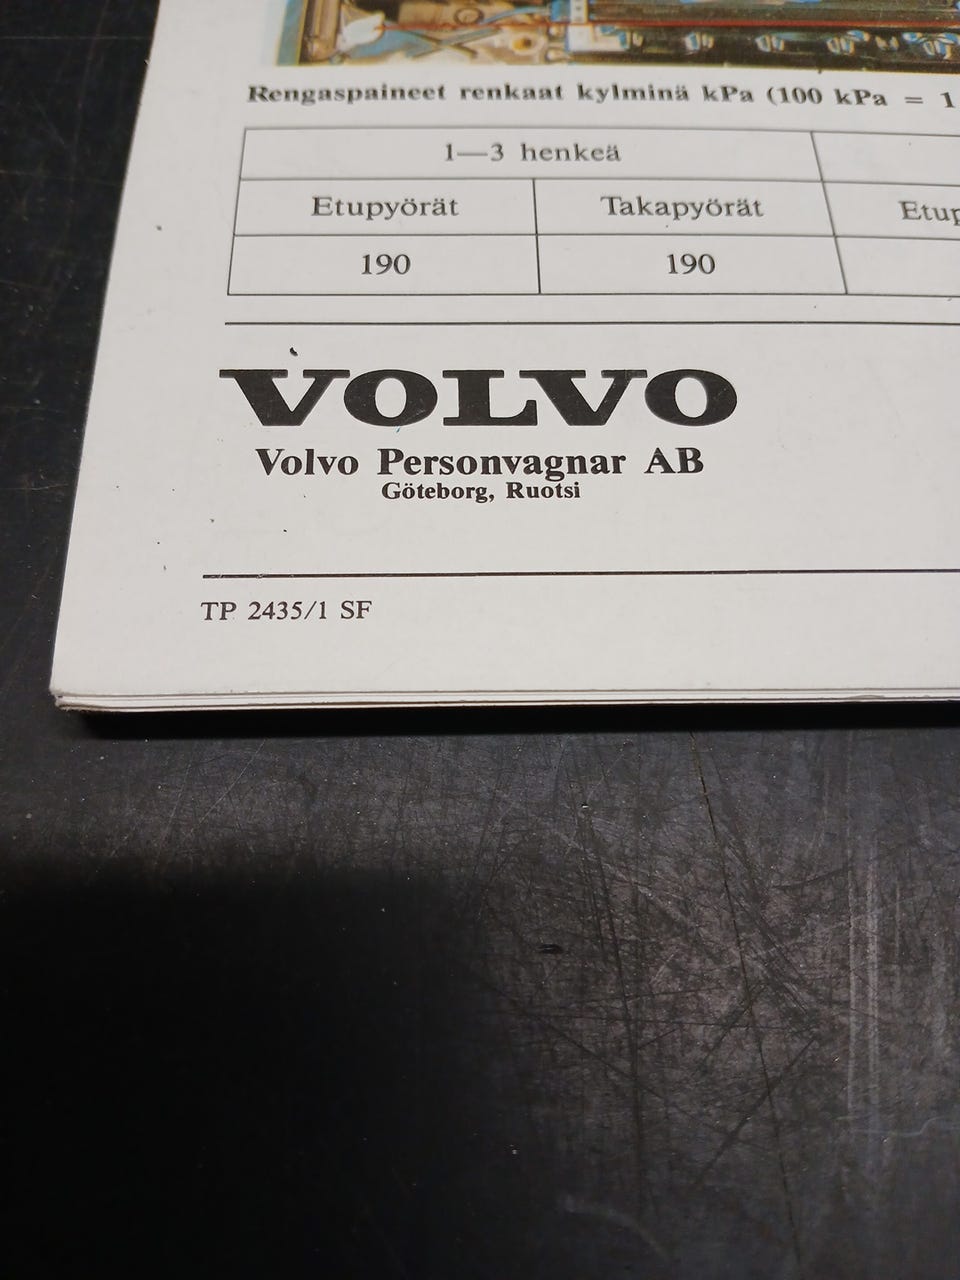 Rengaspaineet renkaat kylminä kPa (100 kPa = 1
1—3 henkeä
Etupyörät Takapyörät Etup
190 190
VOLVO
Volvo Personvagnar AB
Göteborg, Ruotsi
TP 2435/1 SF